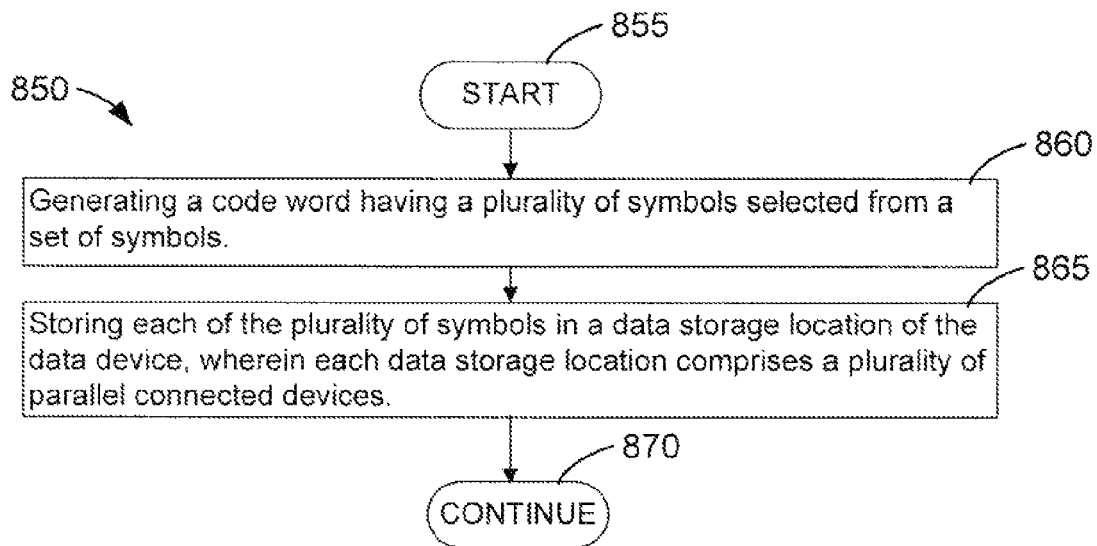 855
850
START
860
Generating a code word having a plurality of symbols selected from a
set of symbols.
865
Storing each of the plurality of symbols in a data storage location of the
data device, wherein each data storage location comprises a plurality of
parallel connected devices.
870
CONTINUE